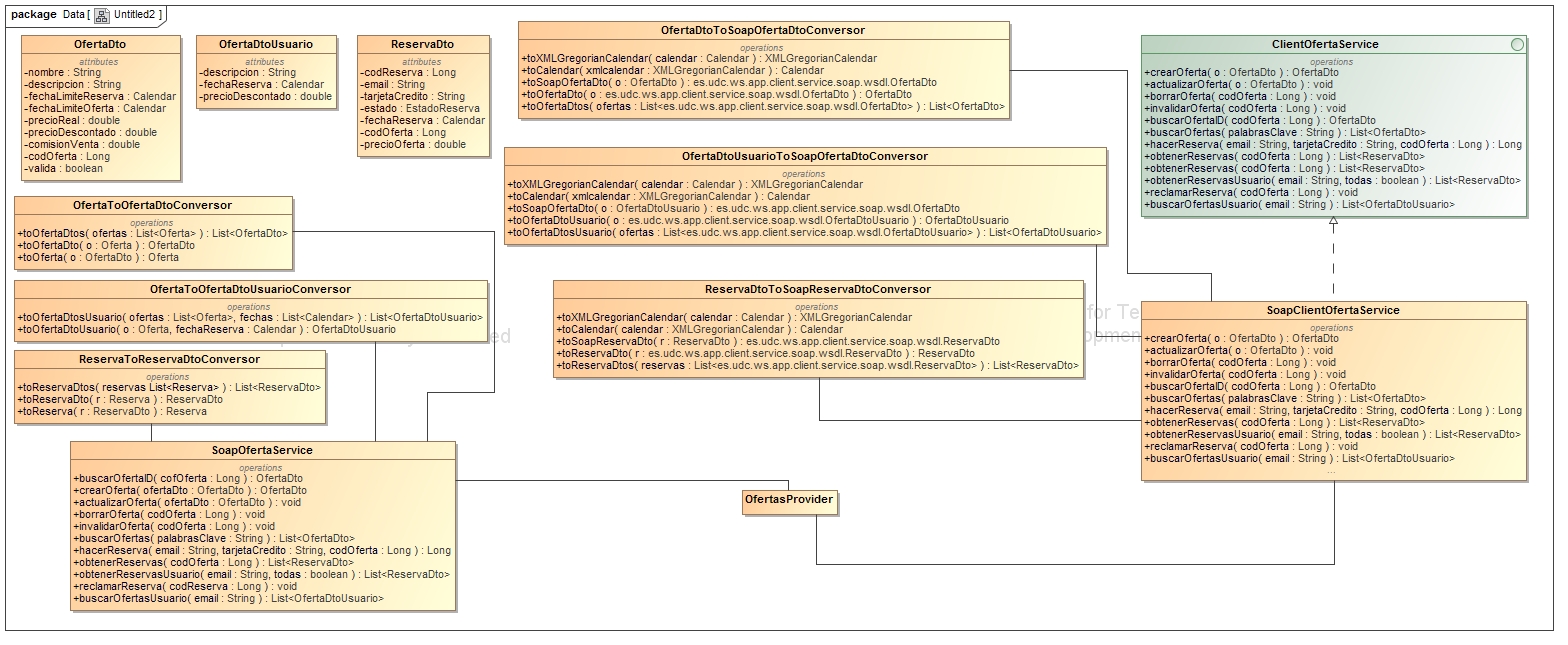 package Data [ Untitled2 ]
OfertaDto
attributes
-nombre : String
-descripcion : String
-fechaLimiteReserva : Calendar
-fechaLimiteOferta : Calendar
-precioReal : double
-precioDescontado : double
-comisionVenta : double
-codOferta : Long
-valida : boolean
OfertaDtoUsuario
attributes
-descripcion : String
-fechaReserva : Calendar
-precioDescontado : double
ReservaDto
attributes
-codReserva : Long
-email : String
-tarjetaCredito : String
-estado : EstadoReserva
-fechaReserva : Calendar
-codOferta : Long
-precioOferta : double
OfertaDtoToSoapOfertaDtoConversor
operations
+toXMLGregorianCalendar( calendar : Calendar ) : XMLGregorianCalendar
+toCalendar( xmlcalendar : XMLGregorianCalendar ) : Calendar
+toSoapOfertaDto( o : OfertaDto ) : es.udc.ws.app.client.service.soap.wsdl.OfertaDto
+toOfertaDto( o : es.udc.ws.app.client.service.soap.wsdl.OfertaDto ) : OfertaDto
+toOfertaDtos( ofertas : List<es.udc.ws.app.client.service.soap.wsdl.OfertaDto> ) : List<OfertaDto>
ClientOfertaService
operations
+crearOferta( o : OfertaDto ) : OfertaDto
+actualizarOferta( o : OfertaDto ) : void
+borrarOferta( codOferta : Long ) : void
+invalidarOferta( codOferta : Long ) : void
+buscarOfertaID( codOferta : Long ) : OfertaDto
+buscarOfertas( palabrasClave : String ) : List<OfertaDto>
+hacerReserva( email : String, tarjetaCredito : String, codOferta : Long ) : Long
+obtenerReservas( codOferta : Long ) : List<ReservaDto>
+obtenerReservas( codOferta : Long ) : List<ReservaDto>
+obtenerReservasUsuario( email : String, todas : boolean ) : List<ReservaDto>
+reclamarReserva( codOferta : Long ) : void
+buscarOfertasUsuario( email : String ) : List<OfertaDtoUsuario>
OfertaDtoUsuarioToSoapOfertaDtoConversor
operations
+toXMLGregorianCalendar( calendar : Calendar ) : XMLGregorianCalendar
+toCalendar( xmlcalendar : XMLGregorianCalendar ) : Calendar
+toSoapOfertaDto( o : OfertaDtoUsuario ) : es.udc.ws.app.client.service.soap.wsdl.OfertaDto
+toOfertaDtoUsuario( o : es.udc.ws.app.client.service.soap.wsdl.OfertaDtoUsuario ) : OfertaDtoUsuario
+toOfertaDtosUsuario( ofertas : List<es.udc.ws.app.client.service.soap.wsdl.OfertaDtoUsuario> ) : List<OfertaDtoUsuario>
OfertaToOfertaDtoConversor
operations
+toOfertaDtos( ofertas : List<Oferta> ) : List<OfertaDto>
+toOfertaDto( o : Oferta ) : OfertaDto
+toOferta( o : OfertaDto ) : Oferta
OfertaToOfertaDtoUsuarioConversor
operations
+toOfertaDtosUsuario( ofertas : List<Oferta>, fechas : List<Calendar> ) : List<OfertaDtoUsuario>
+toOfertaDtoUsuario( o : Oferta, fechaReserva : Calendar ) : OfertaDtoUsuario
ReservaDtoToSoapReservaDtoConversor
operations
+toXMLGregorianCalendar( calendar : Calendar ) : XMLGregorianCalendar
+toCalendar( calendar : XMLGregorianCalendar ) : Calendar
+toSoapReservaDto( r : ReservaDto ) : es.udc.ws.app.client.service.soap.wsdl.ReservaDto
+toReservaDto( r : es.udc.ws.app.client.service.soap.wsdl.ReservaDto ) : ReservaDto
+toReservaDtos( reservas : List<es.udc.ws.app.client.service.soap.wsdl.ReservaDto> ) : List<ReservaDto>
for Te
SoapClientOfertaService
operations
+crearOferta( o : OfertaDto ) : OfertaDto
+actualizarOferta( o : OfertaDto ) : void
+borrarOferta( codOferta : Long ) : void
+invalidarOferta( codOferta : Long ) : void
+buscarOfertaID( codOferta : Long ) : OfertaDto
+buscarOfertas( palabrasClave : String ) : List<OfertaDto>
+hacerReserva( email : String, tarjetaCredito : String, codOferta : Long ) : Long
+obtenerReservas( codOferta : Long ) : List<ReservaDto>
+obtenerReservasUsuario( email : String, todas : boolean ) : List<ReservaDto>
+reclamarReserva( codOferta : Long ) : void
+buscarOfertasUsuario( email : String ) : List<OfertaDtoUsuario>
...
ReservaToReservaDtoConversor
operations
+toReservaDtos( reservas List<Reserva> ) : List<ReservaDto>
+toReservaDto( r : Reserva ) : ReservaDto
+toReserva( r : ReservaDto ) : Reserva
SoapOfertaService
operations
+buscarOfertaID( cofOferta : Long ) : OfertaDto
+crearOferta( ofertaDto : OfertaDto ) : OfertaDto
+actualizarOferta( ofertaDto : OfertaDto ) : void
+borrarOferta( codOferta : Long ) : void
+invalidarOferta( codOferta : Long ) : void
+buscarOfertas( palabrasClave : String ) : List<OfertaDto>
+hacerReserva( email : String, tarjetaCredito : String, codOferta : Long ) : Long
+obtenerReservas( codOferta : Long ) : List<ReservaDto>
+obtenerReservasUsuario( email : String, todas : boolean ) : List<ReservaDto>
+reclamarReserva( codReserva : Long ) : void
+buscarOfertasUsuario( email : String ) : List<OfertaDtoUsuario>
OfertasProvider